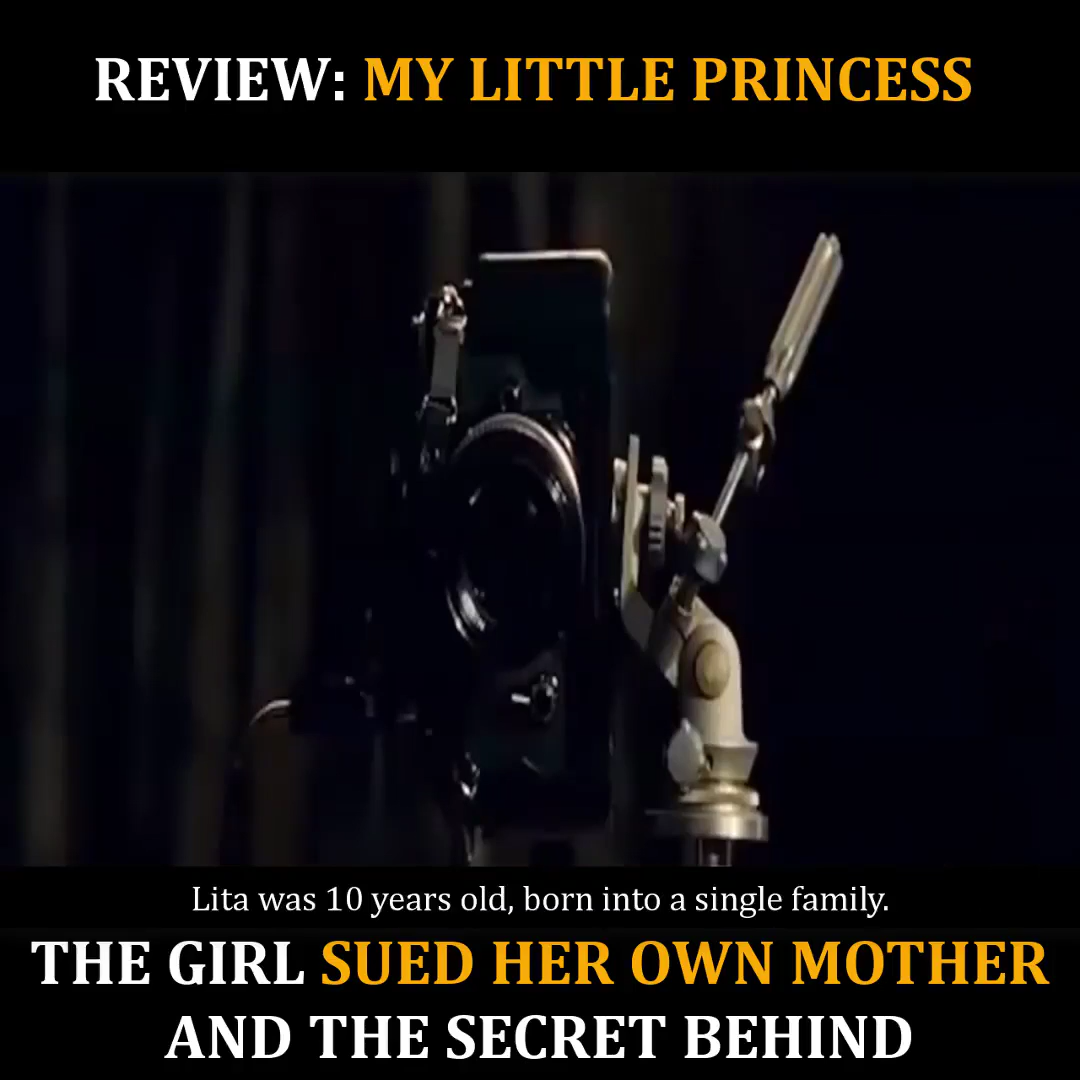 REVIEW: MY LITTLE PRINCESS
Lita was 10 years old, born into a single family.
THE GIRL SUED HER OWN MOTHER
AND THE SECRET BEHIND